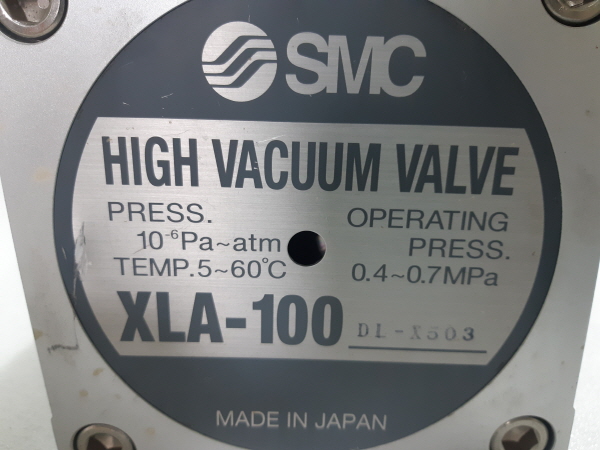 SMC
HIGH VACUUM VALVE
PRESS.
10⁻⁶Pa~atm
TEMP.5~60°C
OPERATING
PRESS.
0.4~0.7MPa
XLA-100 DL-X503
MADE IN JAPAN